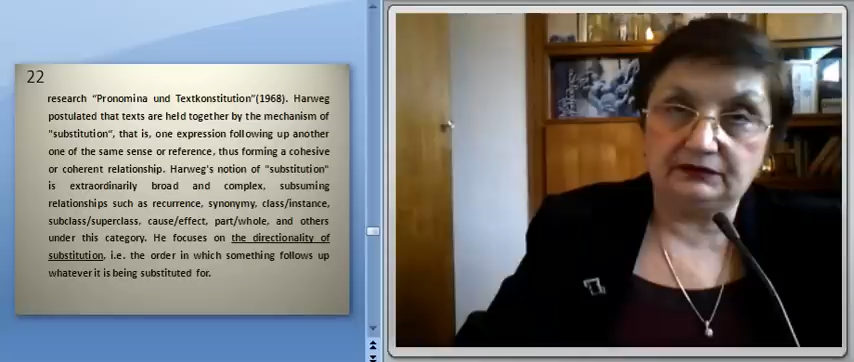 22
research "Pronomina und Textkonstitution"(1968). Harweg
postulated that texts are held together by the mechanism of
"substitution", that is, one expression following up another
one of the same sense or reference, thus forming a cohesive
or coherent relationship. Harweg's notion of "substitution"
is extraordinarily broad and complex, subsuming
relationships such as recurrence, synonymy, class/instance,
subclass/superclass, cause/effect, part/whole, and others
under this category. He focuses on the directionality of
substitution, i.e. the order in which something follows up
whatever it is being substituted for.